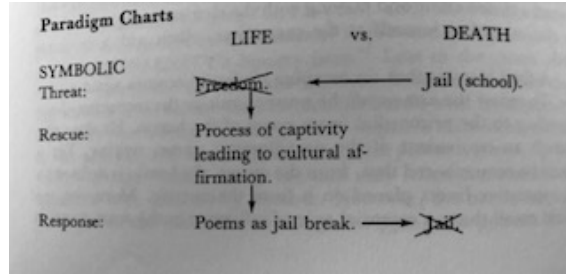 Paradigm Charts
LIFE vs. DEATH
SYMBOLIC
Threat: Freedom. Jail (school).
Rescue: Process of captivity
leading to cultural af-
firmation.
Response: Poems as jail break. Jail.